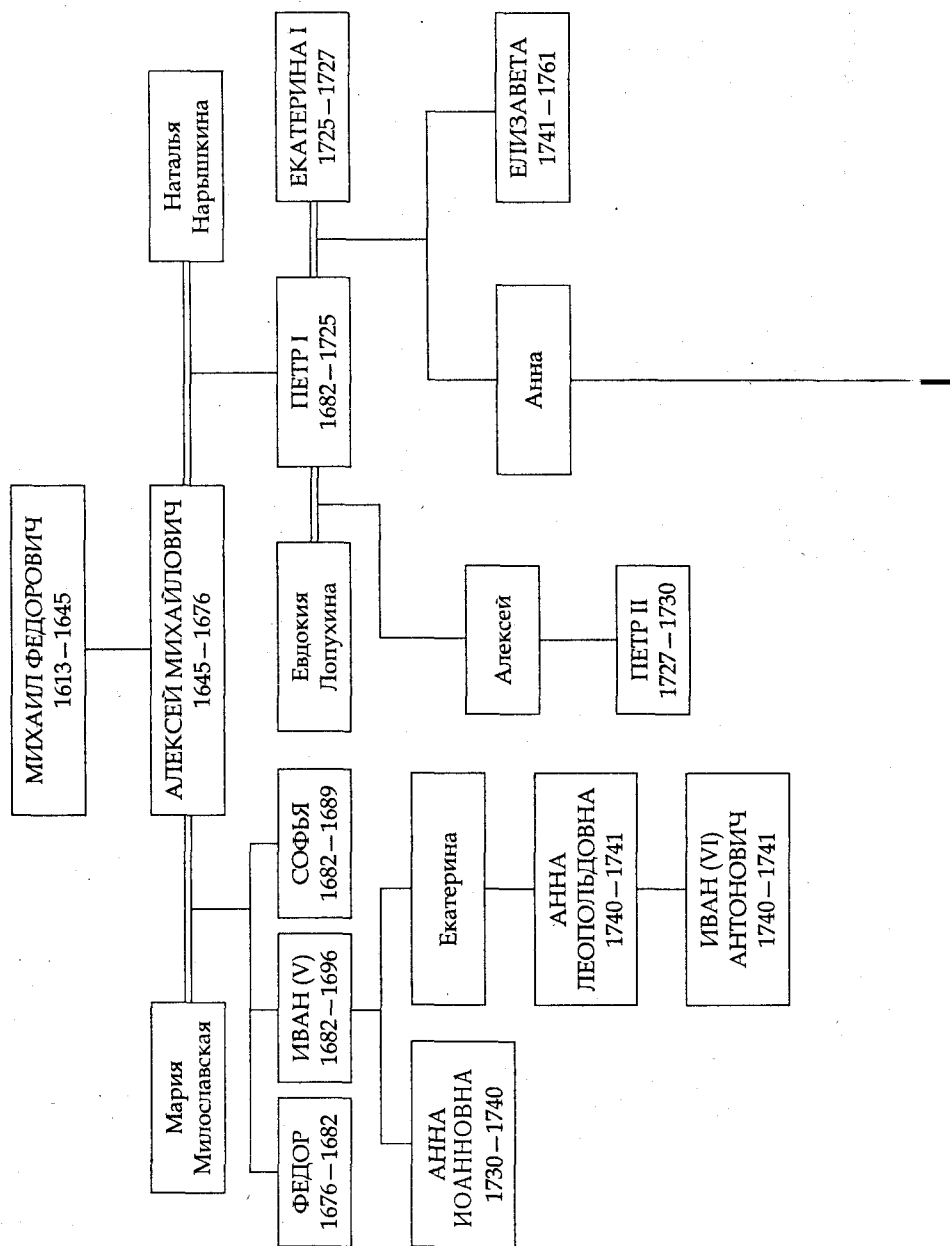 МИХАИЛ ФЕДОРОВИЧ
1613—1645
Мария
Милославская
АЛЕКСЕЙ МИХАЙЛОВИЧ
1645—1676
Наталья
Нарышкина
ФЕДОР
1676—1682
ИВАН (V)
1682—1696
СОФЬЯ
1682—1689
Евдокия
Лопухина
ПЕТР I
1682—1725
ЕКАТЕРИНА I
1725—1727
АННА
ИОАННОВНА
1730—1740
Екатерина
Алексей
Анна
ЕЛИЗАВЕТА
1741—1761
АННА
ЛЕОПОЛЬДОВНА
1740—1741
ПЕТР II
1727—1730
ИВАН (VI)
АНТОНОВИЧ
1740—1741